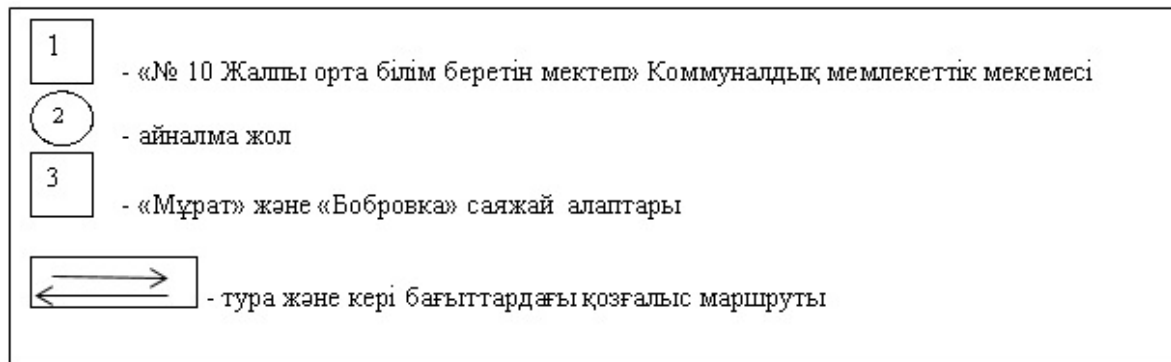 1
- «№ 10 Жалпы орта білім беретін мектеп» Коммуналдық мемлекеттік мекемесі
2
- айналма жол
3
- «Мұрат» және «Бобровка» саяжай алаптары
- тура және кері бағыттардағы қозғалыс маршруты